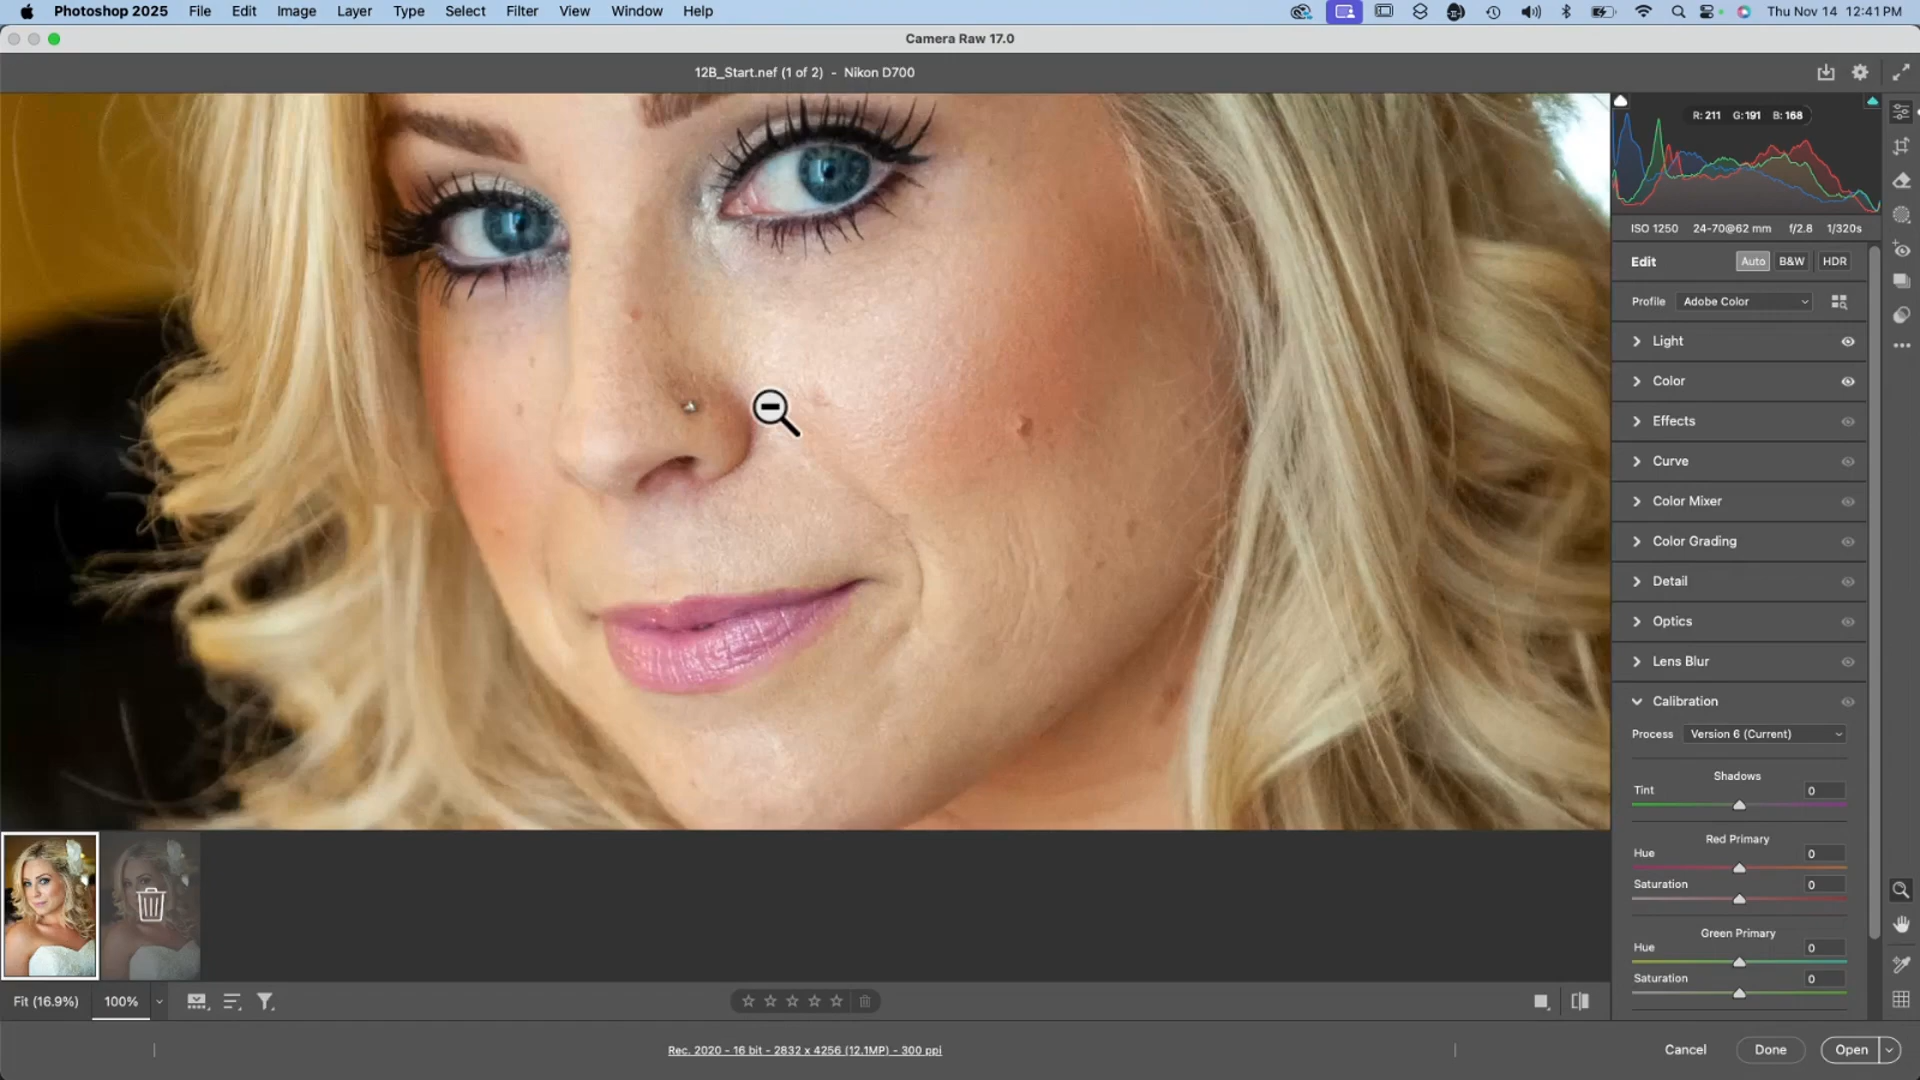 Photoshop 2025 File Edit Image Layer Type Select Filter View Window Help Thu Nov 14 12:41 PM
Camera Raw 17.0
12B_Start.nef (1 of 2) - Nikon D700
R: 211 G: 191 B: 168
ISO 1250 24-70@62 mm f/2.8 1/320s
Edit Auto B&W HDR
Profile Adobe Color
Light
Color
Effects
Curve
Color Mixer
Color Grading
Detail
Optics
Lens Blur
Calibration
Process Version 6 (Current)
Shadows
Tint 0
Red Primary
Hue 0
Saturation 0
Green Primary
Hue 0
Saturation 0
Fit (16.9%) 100%
Rec. 2020 - 16 bit - 2832 x 4256 (12.1MP) - 300 ppi
Cancel Done Open